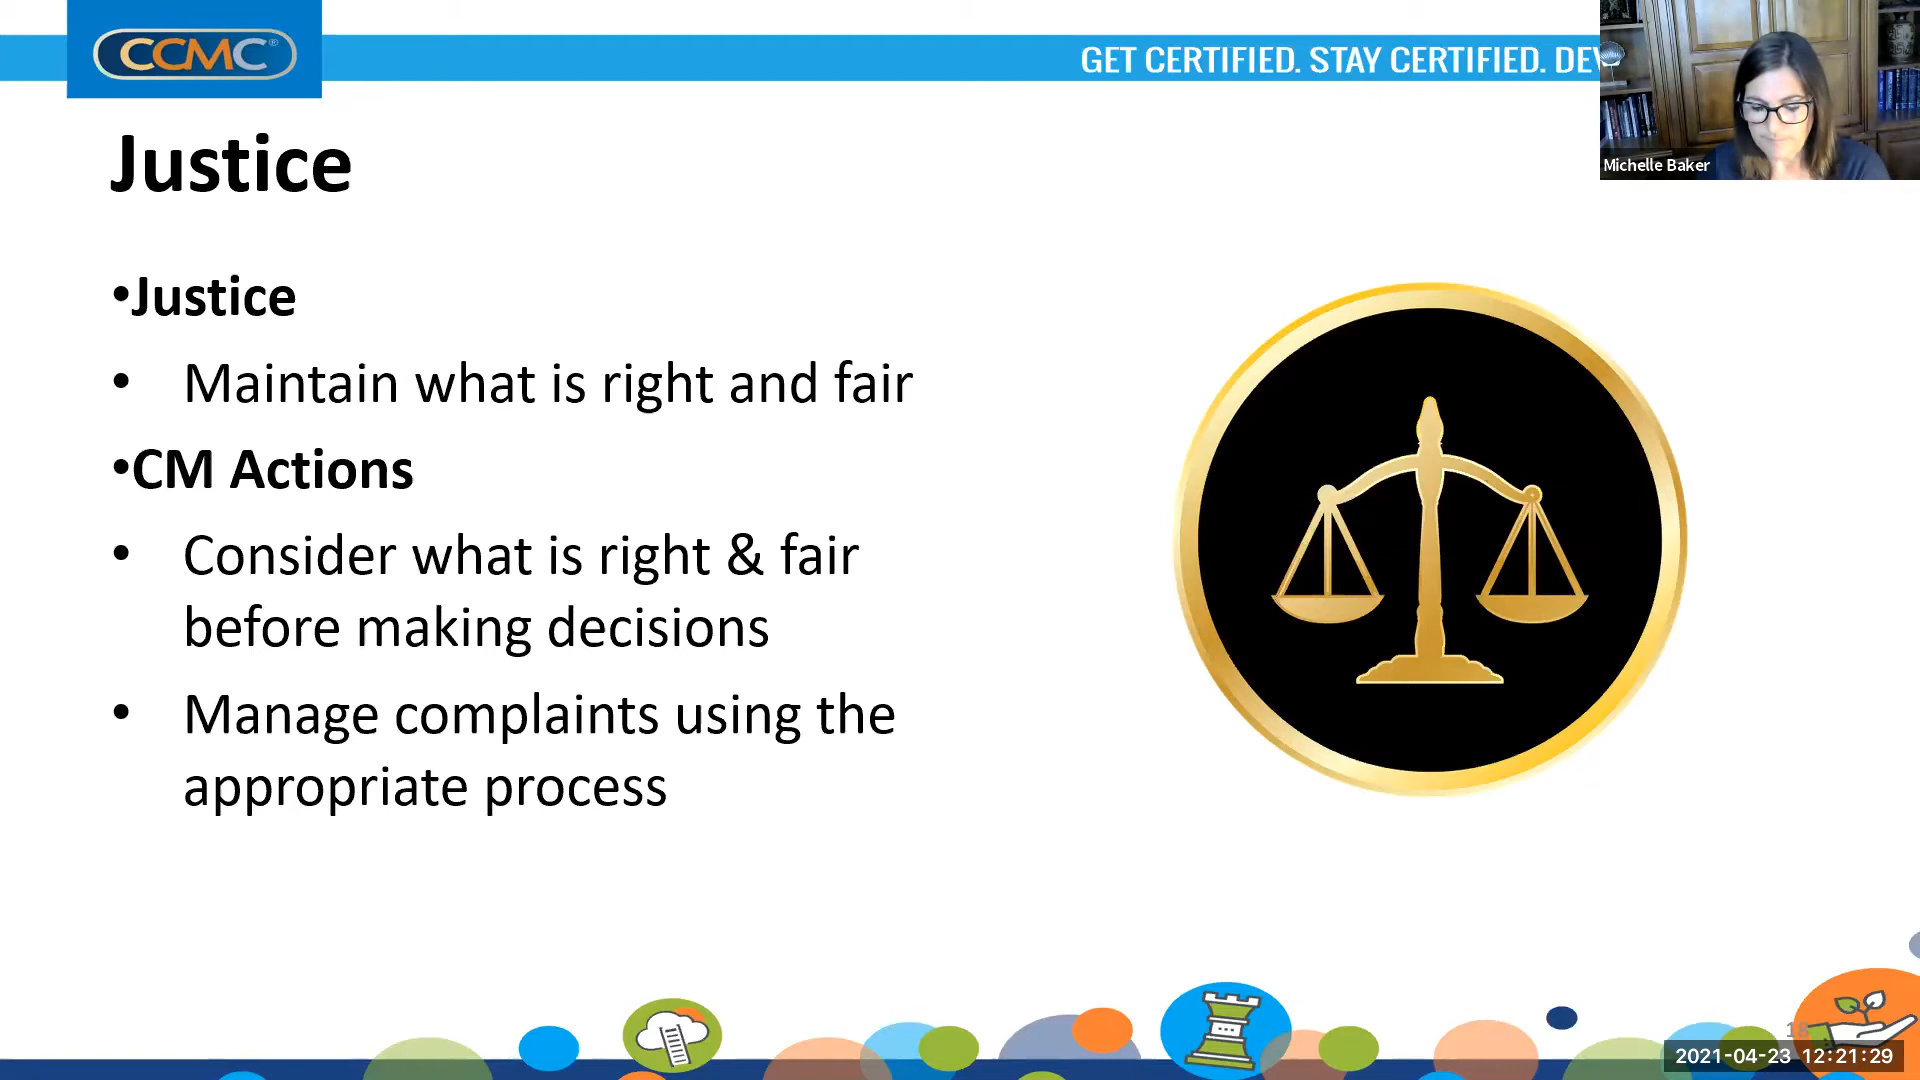 CCMC®
GET CERTIFIED. STAY CERTIFIED. DEV
Michelle Baker
Justice
•Justice
• Maintain what is right and fair
•CM Actions
• Consider what is right & fair
before making decisions
• Manage complaints using the
appropriate process
2021-04-23 12:21:29